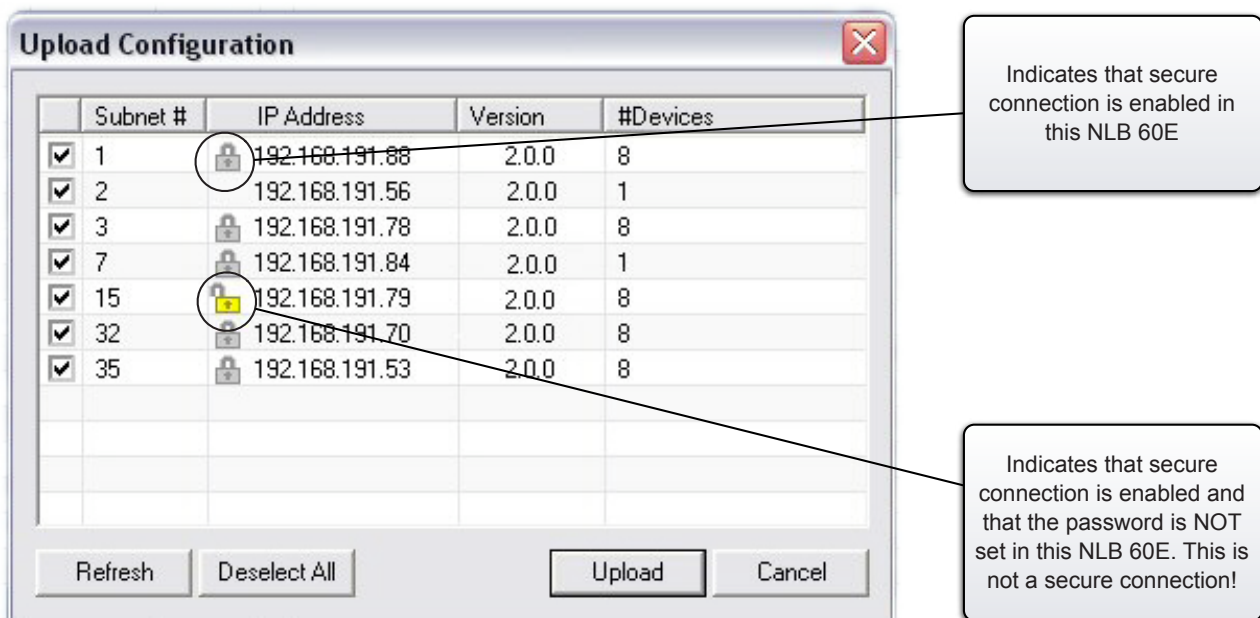 Upload Configuration
Subnet # IP Address Version #Devices
1 192.168.191.88 2.0.0 8
2 192.168.191.56 2.0.0 1
3 192.168.191.78 2.0.0 8
7 192.168.191.84 2.0.0 1
15 192.168.191.79 2.0.0 8
32 192.168.191.70 2.0.0 8
35 192.168.191.53 2.0.0 8
Refresh Deselect All Upload Cancel
Indicates that secure
connection is enabled in
this NLB 60E
Indicates that secure
connection is enabled and
that the password is NOT
set in this NLB 60E. This is
not a secure connection!